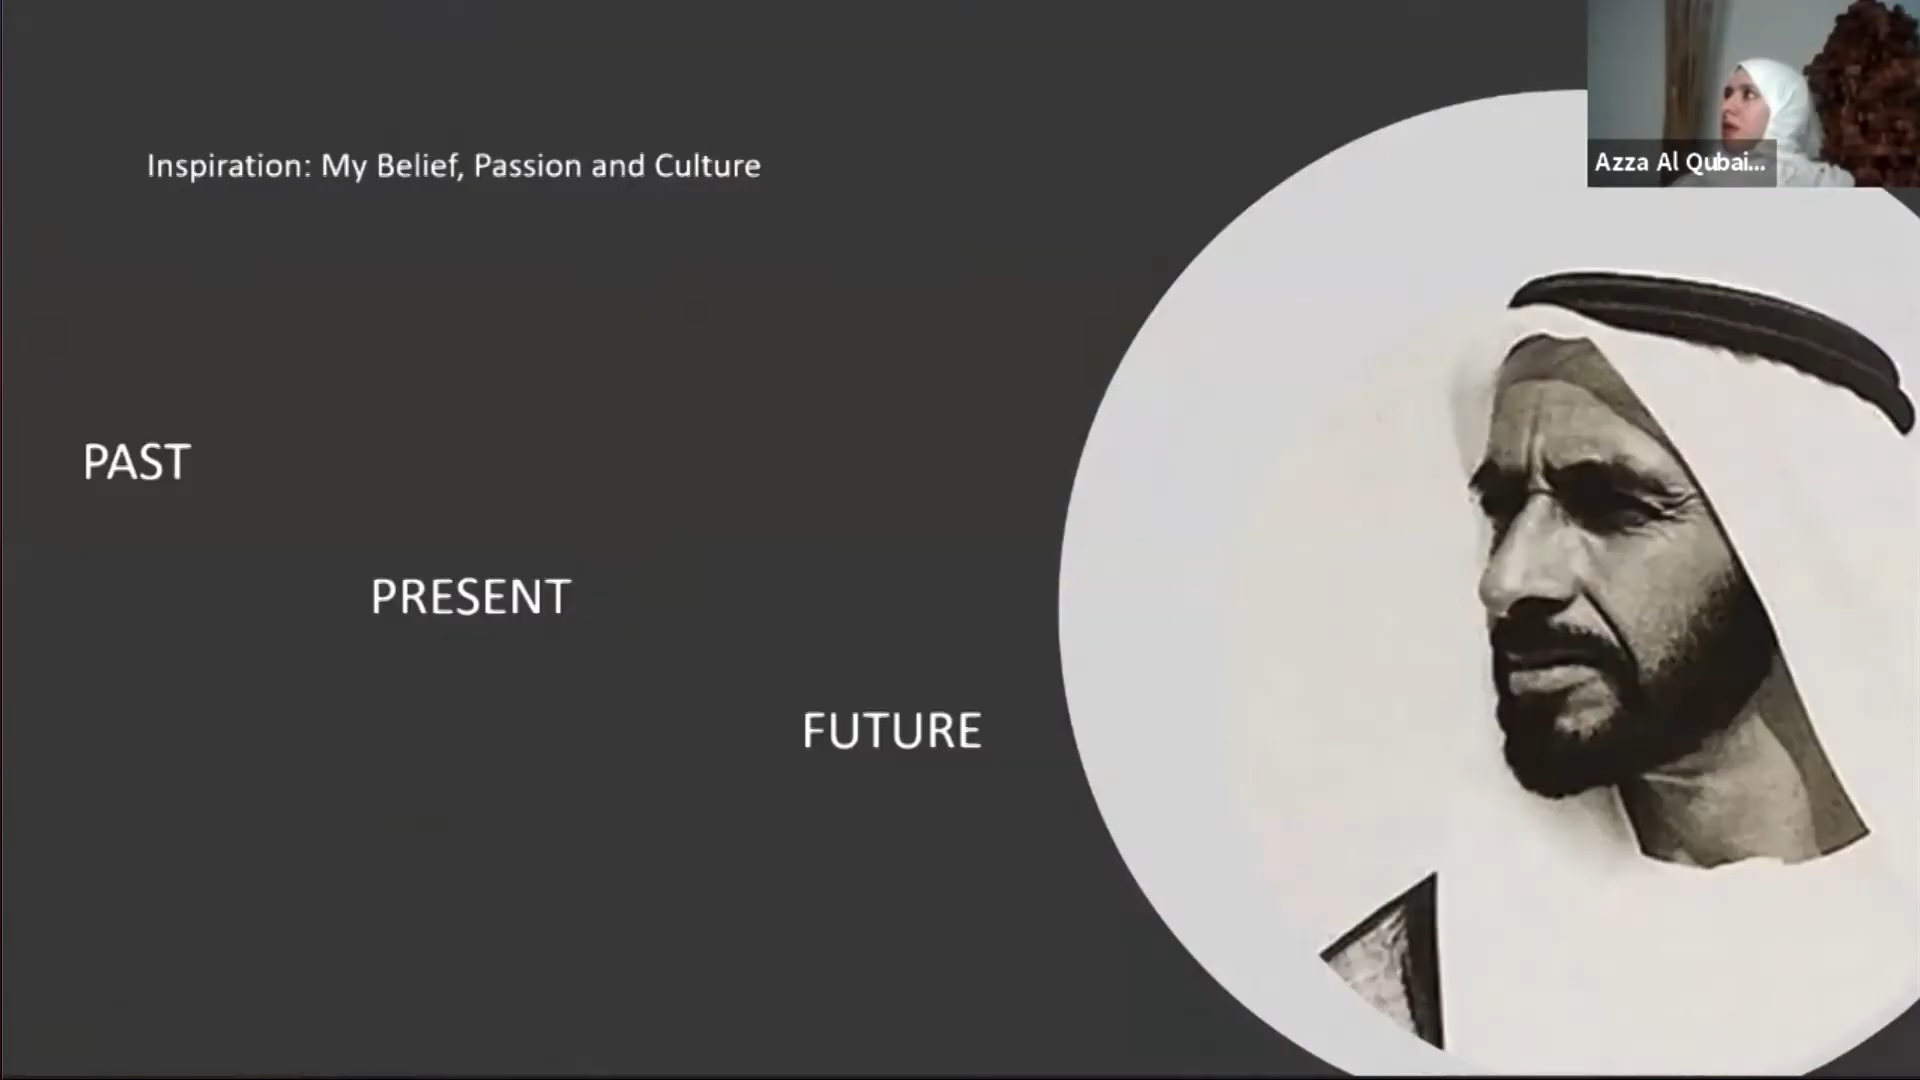 Inspiration: My Belief, Passion and Culture
Azza Al Qubai...
PAST
PRESENT
FUTURE